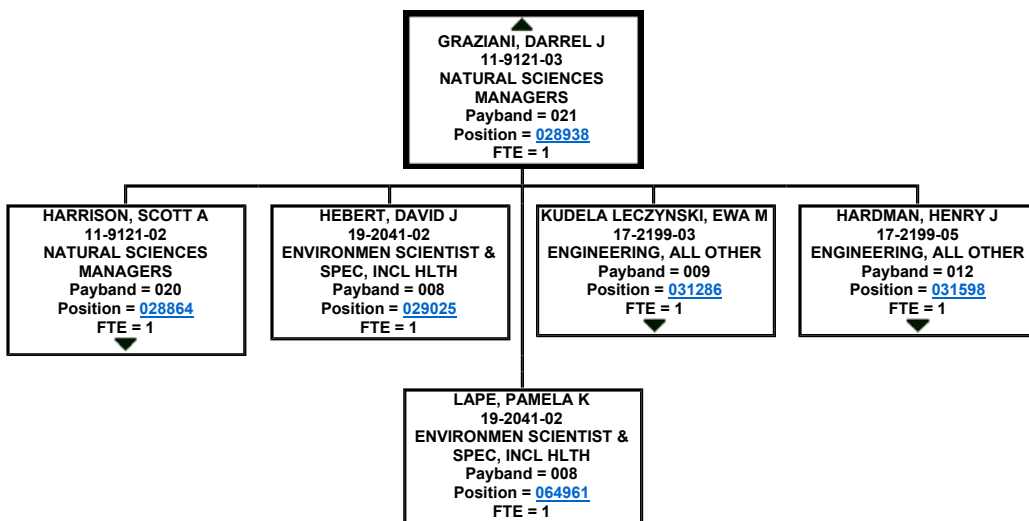 GRAZIANI, DARREL J
11-9121-03
NATURAL SCIENCES
MANAGERS
Payband = 021
Position = 028938
FTE = 1
HARRISON, SCOTT A
11-9121-02
NATURAL SCIENCES
MANAGERS
Payband = 020
Position = 028864
FTE = 1
HEBERT, DAVID J
19-2041-02
ENVIRONMEN SCIENTIST &
SPEC, INCL HLTH
Payband = 008
Position = 029025
FTE = 1
KUDELA LECZYNSKI, EWA M
17-2199-03
ENGINEERING, ALL OTHER
Payband = 009
Position = 031286
FTE = 1
HARDMAN, HENRY J
17-2199-05
ENGINEERING, ALL OTHER
Payband = 012
Position = 031598
FTE = 1
LAPE, PAMELA K
19-2041-02
ENVIRONMEN SCIENTIST &
SPEC, INCL HLTH
Payband = 008
Position = 064961
FTE = 1